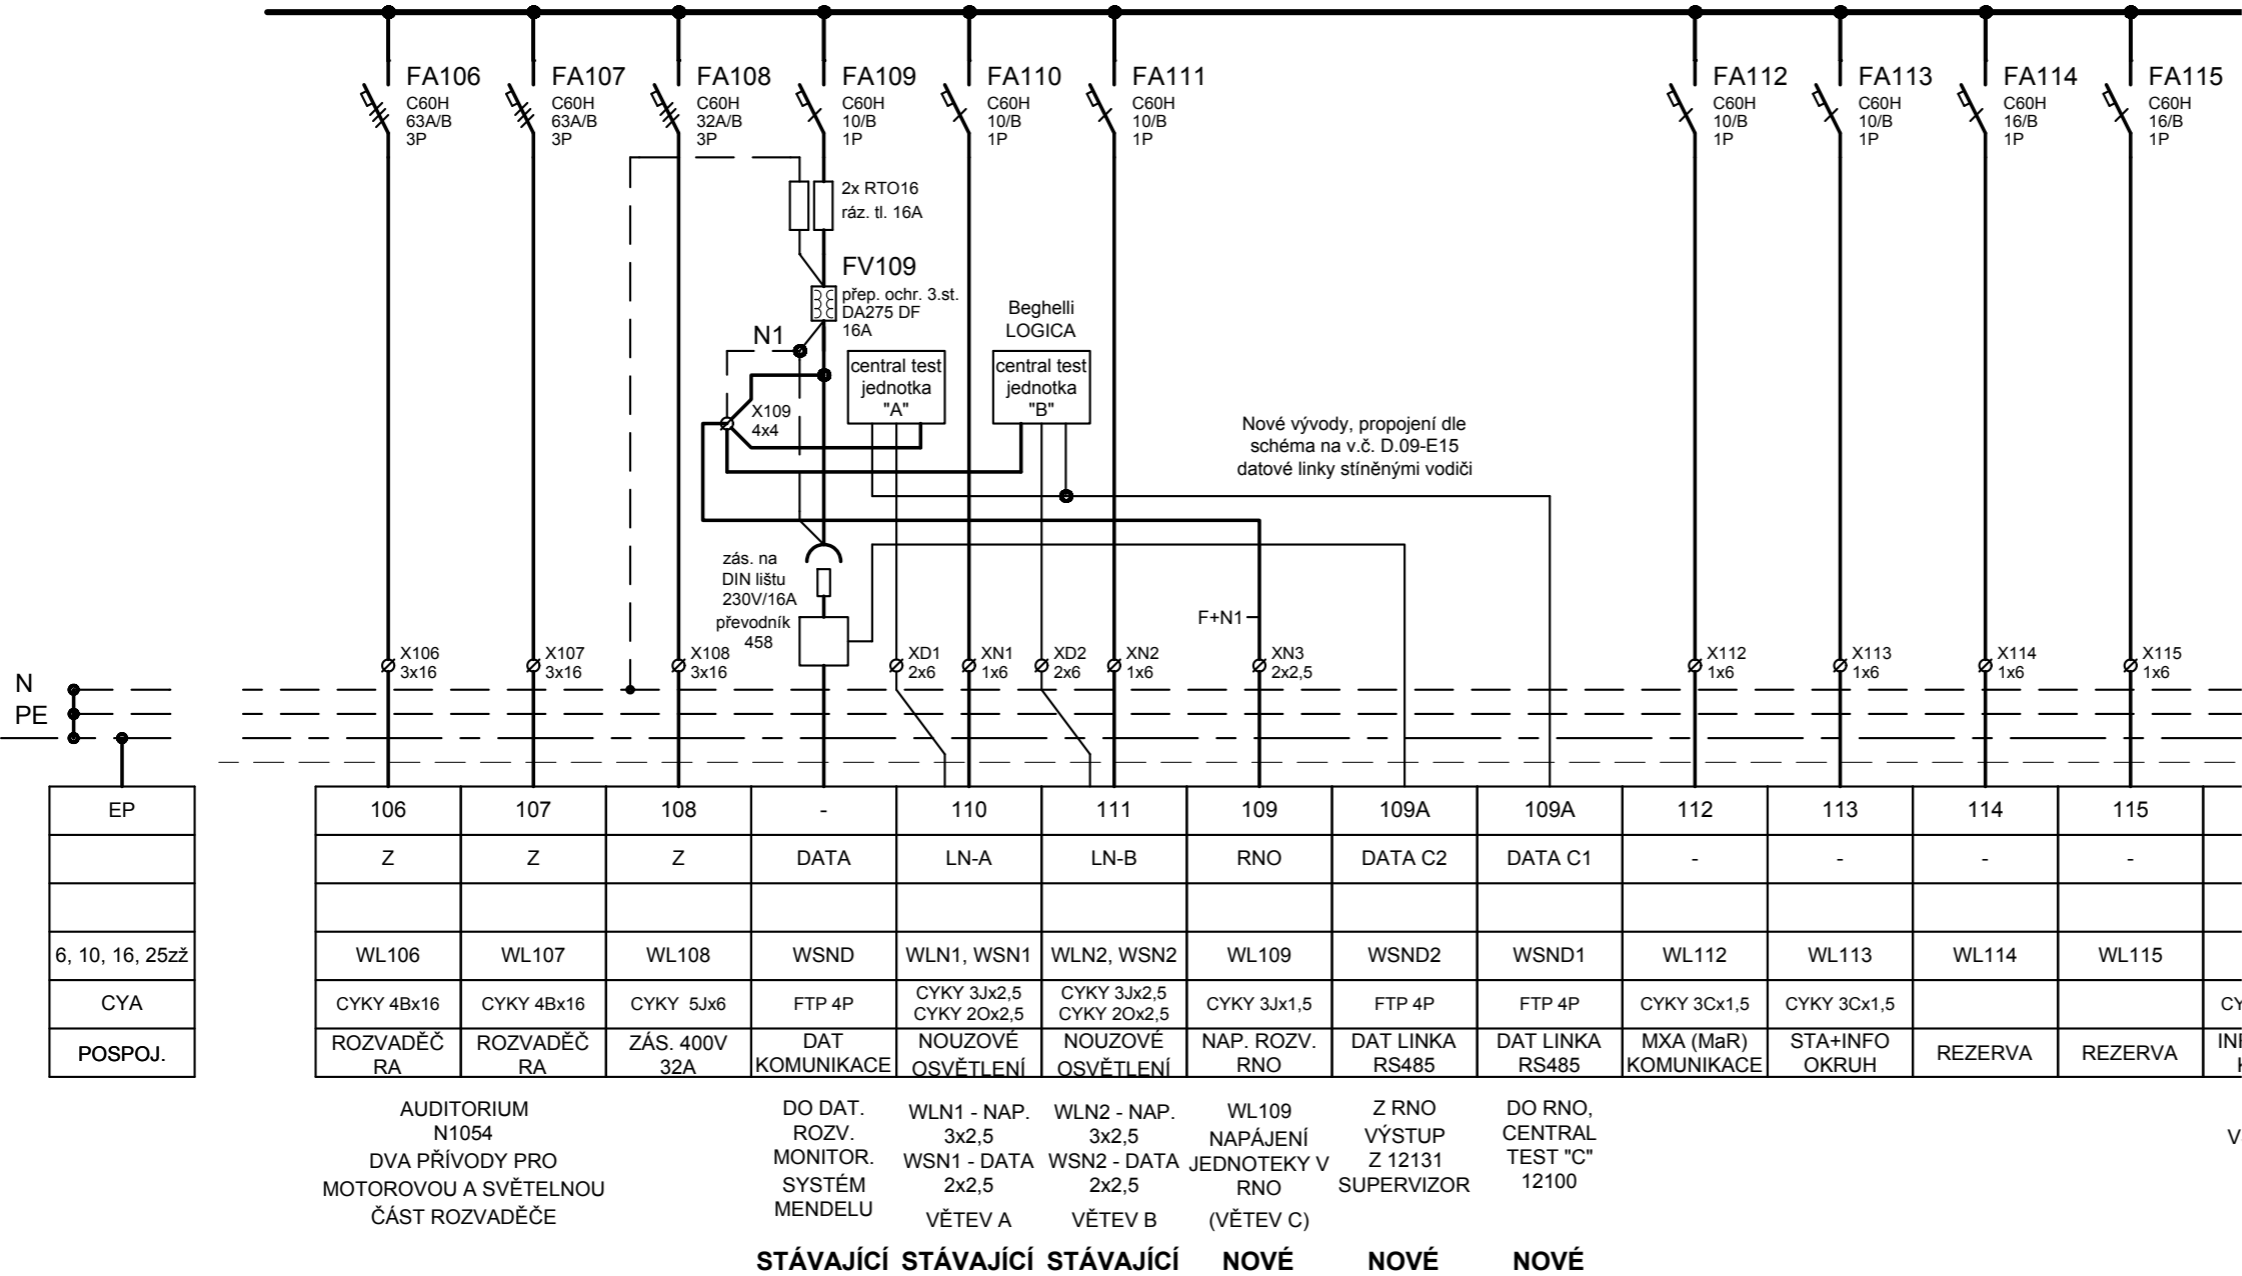 FA106
C60H
63A/B
3P
FA107
C60H
63A/B
3P
FA108
C60H
32A/B
3P
FA109
C60H
10/B
1P
FA110
C60H
10/B
1P
FA111
C60H
10/B
1P
FA112
C60H
10/B
1P
FA113
C60H
10/B
1P
FA114
C60H
16/B
1P
FA115
C60H
16/B
1P
2x RTO16
ráz. tl. 16A
FV109
přep. ochr. 3.st.
DA275 DF
16A
N1
Beghelli
LOGICA
central test
jednotka
"A"
central test
jednotka
"B"
X109
4x4
Nové vývody, propojení dle
schéma na v.č. D.09-E15
datové linky stíněnými vodiči
zás. na
DIN lištu
230V/16A
převodník
458
F+N1
X106
3x16
X107
3x16
X108
3x16
XD1
2x6
XN1
1x6
XD2
2x6
XN2
1x6
XN3
2x2,5
X112
1x6
X113
1x6
X114
1x6
X115
1x6
N
PE
EP 106 107 108 - 110 111 109 109A 109A 112 113 114 115
Z Z Z DATA LN-A LN-B RNO DATA C2 DATA C1 - - - -
6, 10, 16, 25zž WL106 WL107 WL108 WSND WLN1, WSN1 WLN2, WSN2 WL109 WSND2 WSND1 WL112 WL113 WL114 WL115
CYA
CYKY 4Bx16
CYKY 4Bx16
CYKY 5Jx6
FTP 4P
CYKY 3Jx2,5
CYKY 2Ox2,5
CYKY 3Jx2,5
CYKY 2Ox2,5
CYKY 3Jx1,5
FTP 4P
FTP 4P
CYKY 3Cx1,5
CYKY 3Cx1,5
POSPOJ.
ROZVADĚČ
RA
ROZVADĚČ
RA
ZÁS. 400V
32A
DAT
KOMUNIKACE
NOUZOVÉ
OSVĚTLENÍ
NOUZOVÉ
OSVĚTLENÍ
NAP. ROZV.
RNO
DAT LINKA
RS485
DAT LINKA
RS485
MXA (MaR)
KOMUNIKACE
STA+INFO
OKRUH
REZERVA
REZERVA
AUDITORIUM
N1054
DVA PŘÍVODY PRO
MOTOROVOU A SVĚTELNOU
ČÁST ROZVADĚČE
DO DAT.
ROZV.
MONITOR.
SYSTÉM
MENDELU
STÁVAJÍCÍ
WLN1 - NAP.
3x2,5
WSN1 - DATA
2x2,5
VĚTEV A
STÁVAJÍCÍ
WLN2 - NAP.
3x2,5
WSN2 - DATA
2x2,5
VĚTEV B
STÁVAJÍCÍ
WL109
NAPÁJENÍ
JEDNOTEKY V
RNO
(VĚTEV C)
NOVÉ
Z RNO
VÝSTUP
Z 12131
SUPERVIZOR
NOVÉ
DO RNO,
CENTRAL
TEST "C"
12100
NOVÉ